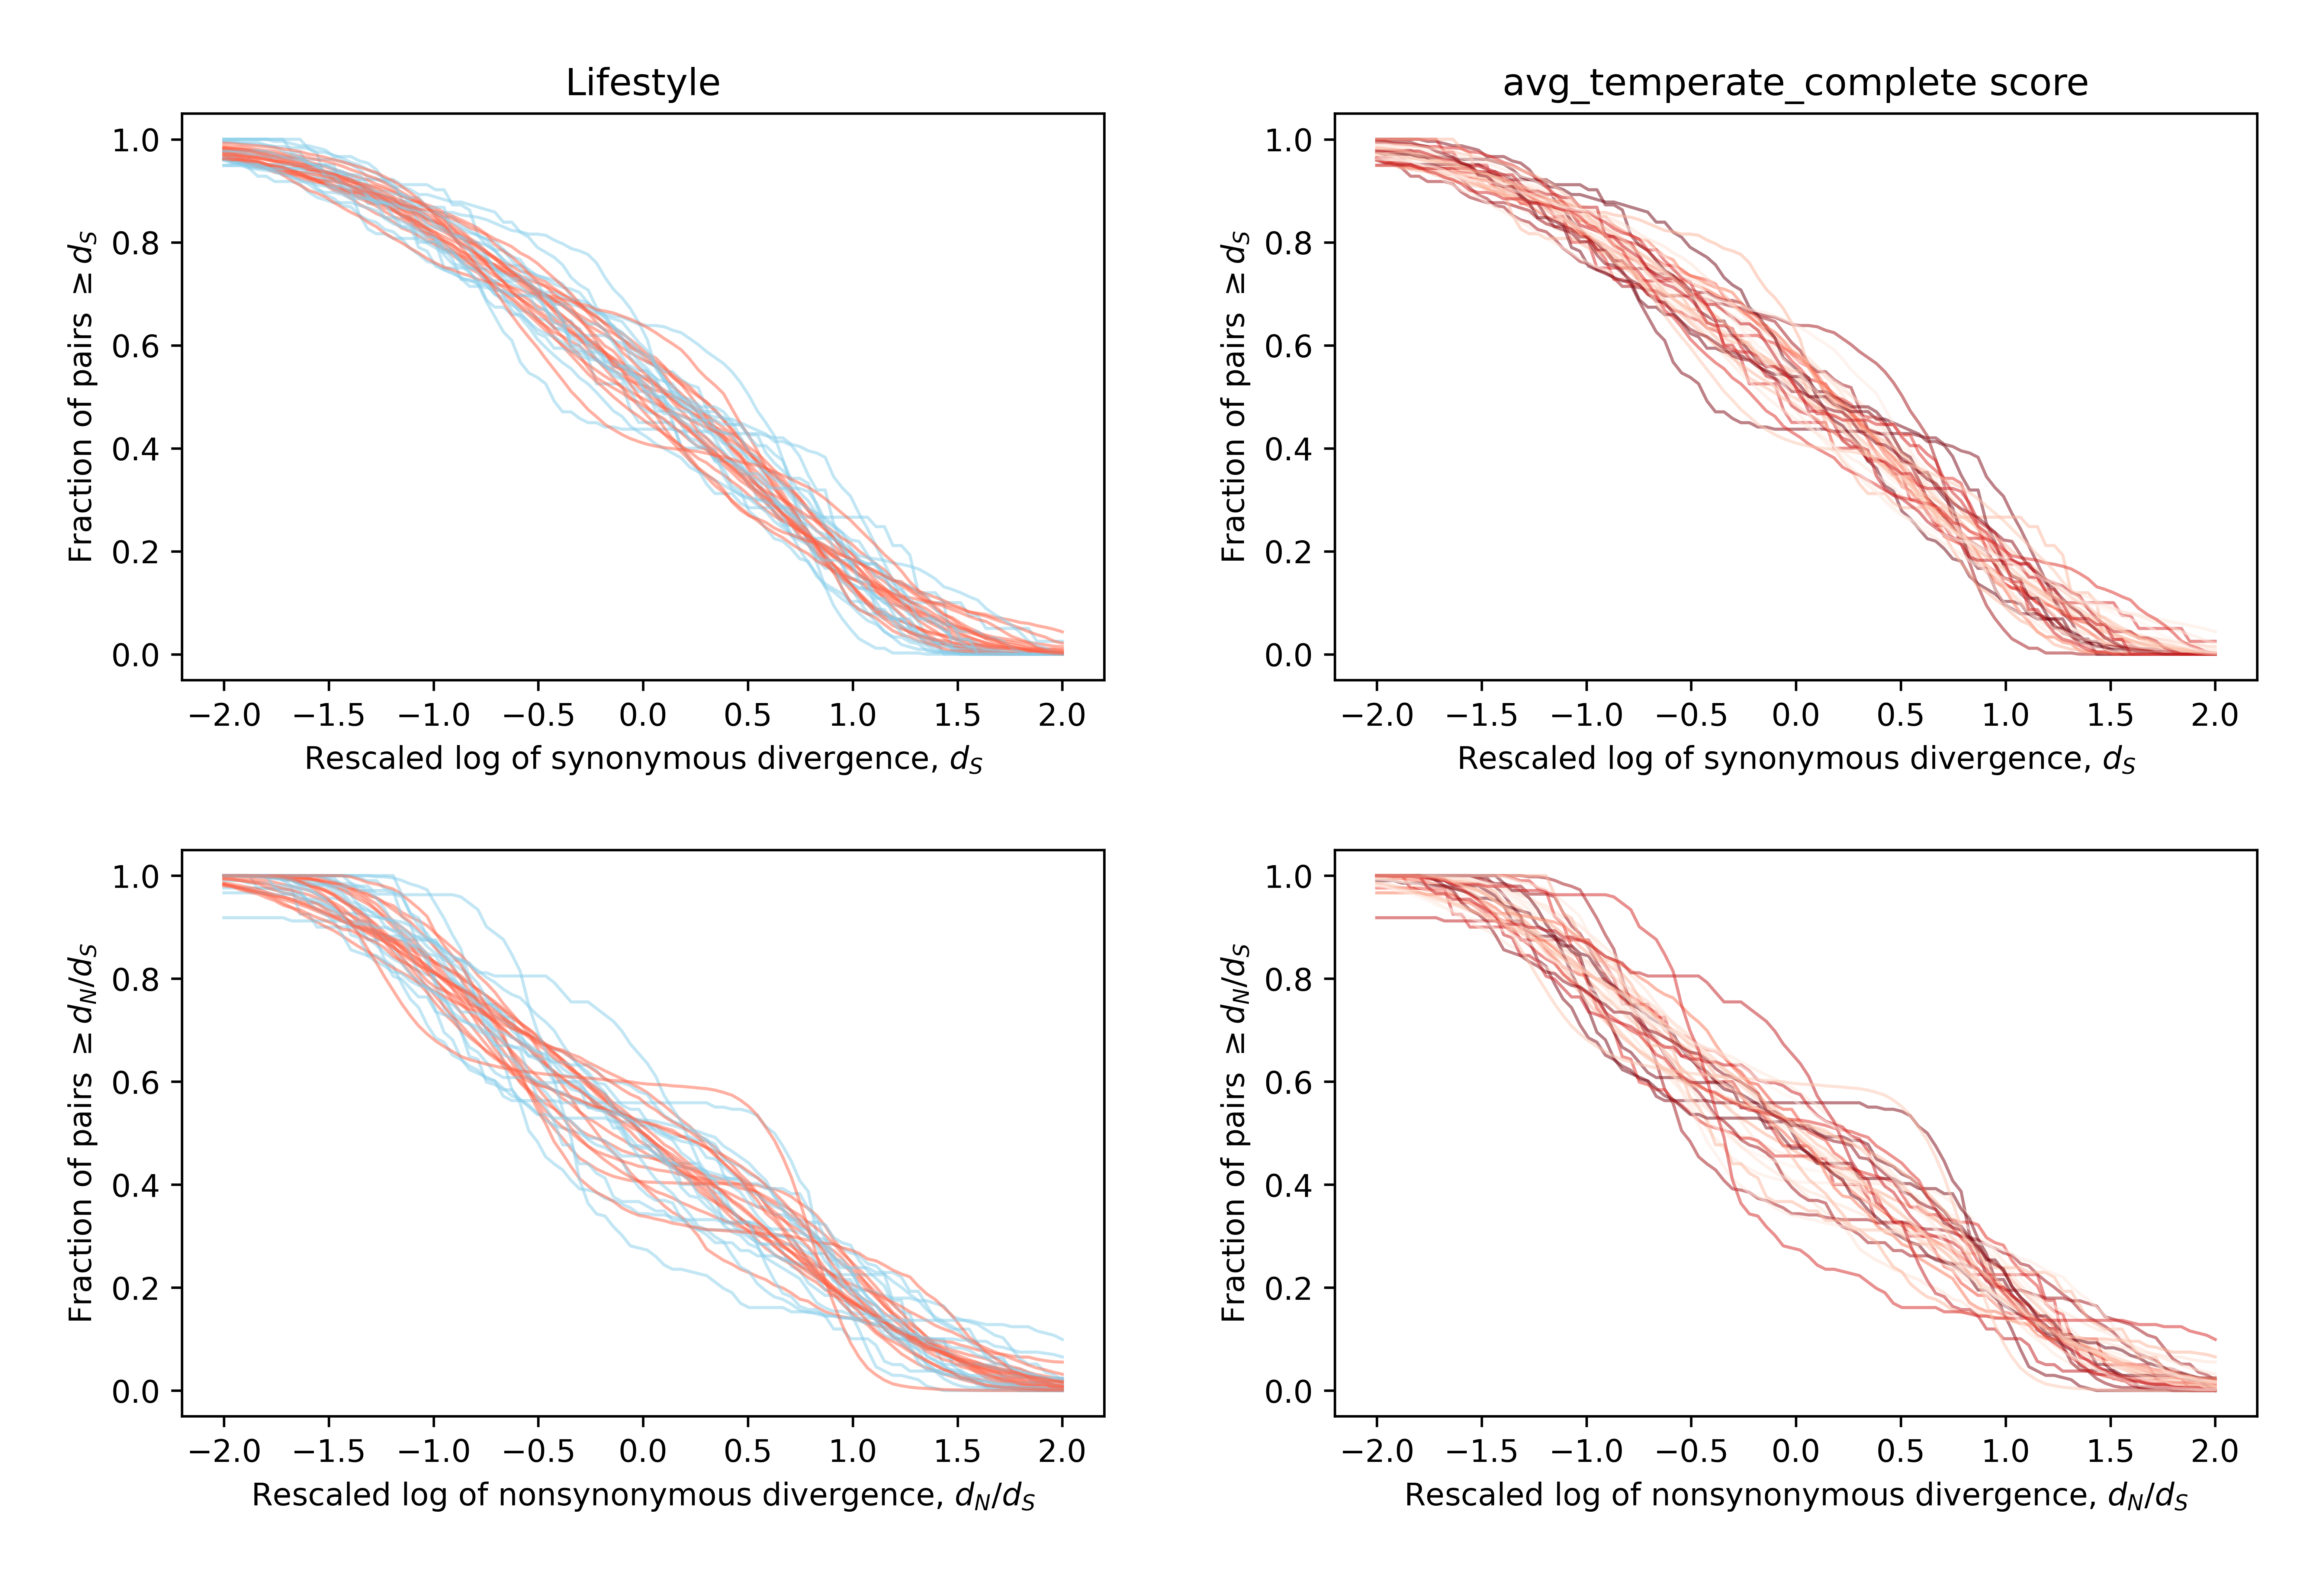 Lifestyle
avg_temperate_complete score
1.0
0.8
0.6
0.4
0.2
0.0
Fraction of pairs ≥ d_S
−2.0 −1.5 −1.0 −0.5 0.0 0.5 1.0 1.5 2.0
Rescaled log of synonymous divergence, d_S
1.0
0.8
0.6
0.4
0.2
0.0
Fraction of pairs ≥ d_S
−2.0 −1.5 −1.0 −0.5 0.0 0.5 1.0 1.5 2.0
Rescaled log of synonymous divergence, d_S
1.0
0.8
0.6
0.4
0.2
0.0
Fraction of pairs ≥ d_N/d_S
−2.0 −1.5 −1.0 −0.5 0.0 0.5 1.0 1.5 2.0
Rescaled log of nonsynonymous divergence, d_N/d_S
1.0
0.8
0.6
0.4
0.2
0.0
Fraction of pairs ≥ d_N/d_S
−2.0 −1.5 −1.0 −0.5 0.0 0.5 1.0 1.5 2.0
Rescaled log of nonsynonymous divergence, d_N/d_S